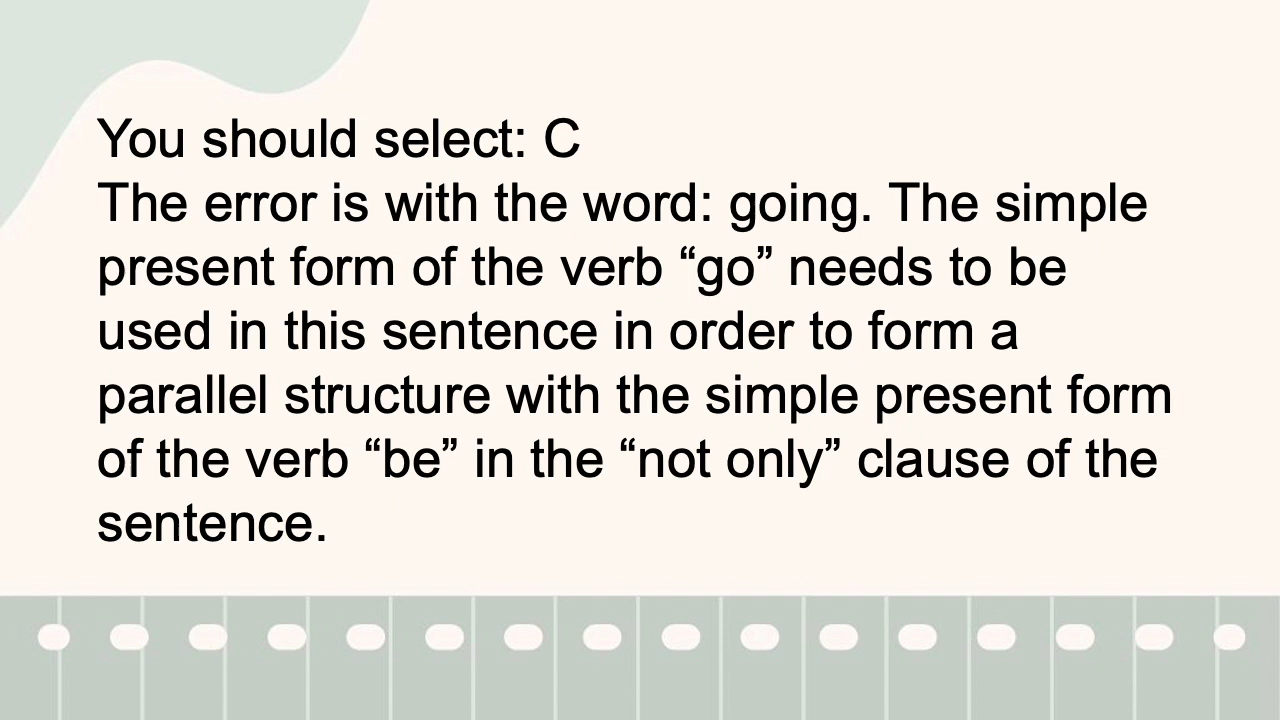 You should select: C
The error is with the word: going. The simple
present form of the verb “go” needs to be
used in this sentence in order to form a
parallel structure with the simple present form
of the verb “be” in the “not only” clause of the
sentence.